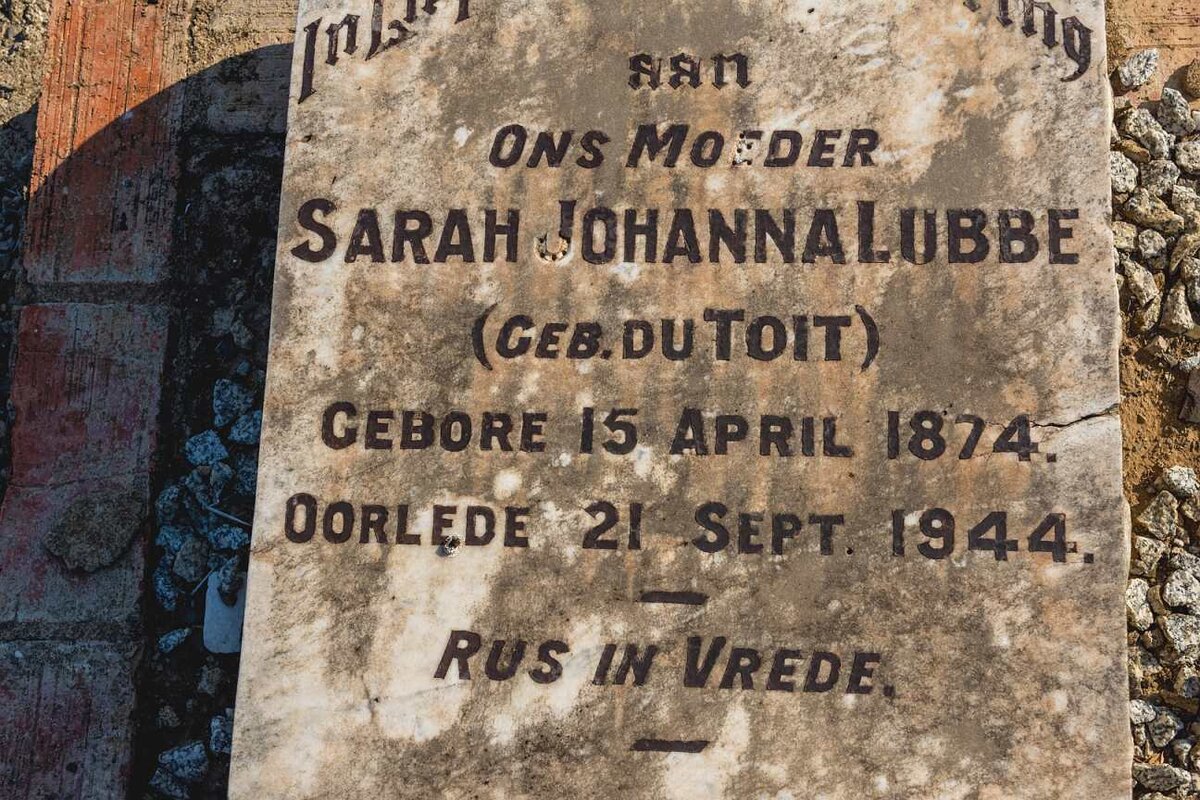 In
aan
ONS MOEDER
SARAH JOHANNA LUBBE
(GEB. DU TOIT)
GEBORE 15 APRIL 1874.
OORLEDE 21 SEPT. 1944.
RUS IN VREDE.